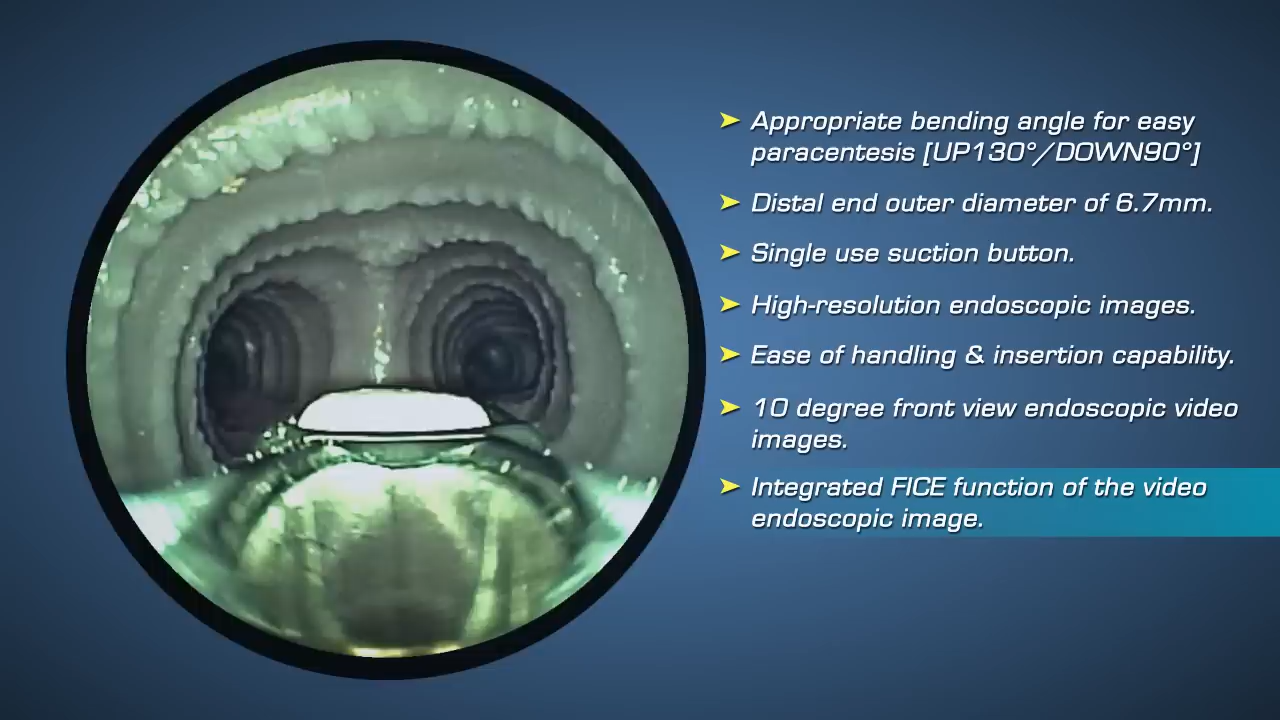 Appropriate bending angle for easy
paracentesis [UP130°/DOWN90°]
Distal end outer diameter of 6.7mm.
Single use suction button.
High-resolution endoscopic images.
Ease of handling & insertion capability.
10 degree front view endoscopic video
images.
Integrated FICE function of the video
endoscopic image.